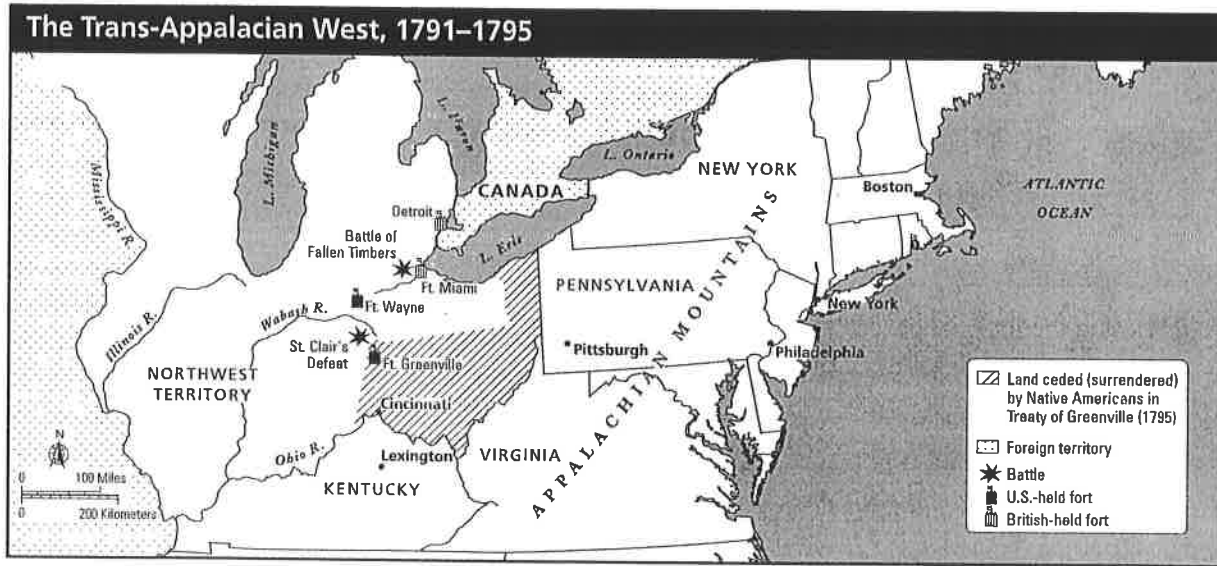 The Trans-Appalacian West, 1791–1795
Mississippi R.
L. Michigan
L. Huron
L. Ontario
NEW YORK
Boston
ATLANTIC
OCEAN
CANADA
Detroit
Battle of
Fallen Timbers
L. Erie
Ft. Miami
PENNSYLVANIA
APPALACHIAN MOUNTAINS
New York
Ft. Wayne
Wabash R.
Illinois R.
St. Clair's
Defeat
Ft. Greenville
Pittsburgh
Philadelphia
NORTHWEST
TERRITORY
Cincinnati
Ohio R.
Lexington
VIRGINIA
KENTUCKY
N
0 100 Miles
0 200 Kilometers
Land ceded (surrendered)
by Native Americans in
Treaty of Greenville (1795)
Foreign territory
Battle
U.S.-held fort
British-held fort